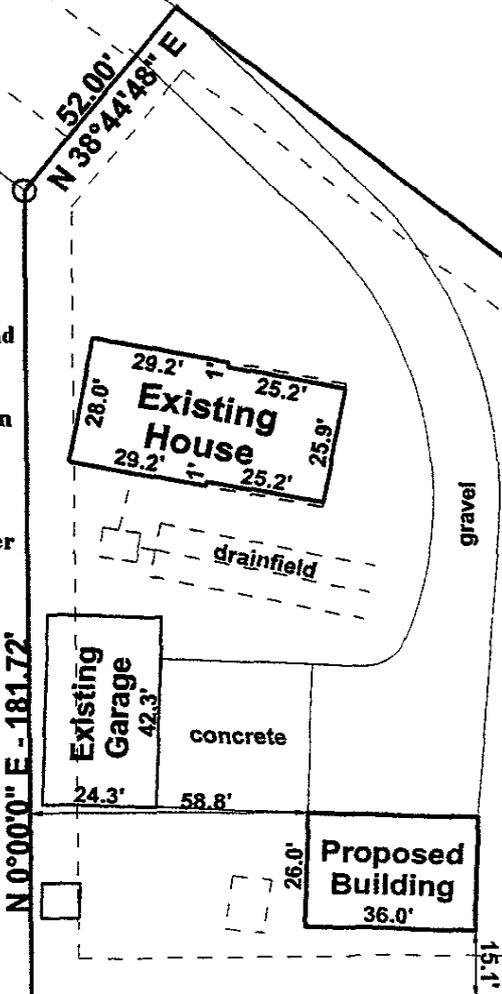 52.00'
N 38°44'48" E
29.2'
1'
25.2'
28.0'
Existing
House
25.9'
29.2'
1'
25.2'
drainfield
gravel
N 0°00'0" E - 181.72'
Existing
Garage
42.3'
24.3'
concrete
58.8'
26.0'
Proposed
Building
36.0'
15.1'